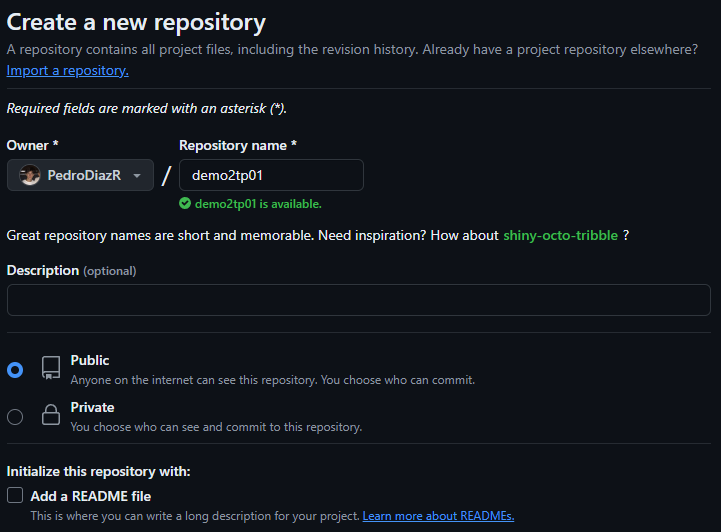 Create a new repository
A repository contains all project files, including the revision history. Already have a project repository elsewhere?
Import a repository.
Required fields are marked with an asterisk (*).
Owner * Repository name *
PedroDiazR / demo2tp01
demo2tp01 is available.
Great repository names are short and memorable. Need inspiration? How about shiny-octo-tribble ?
Description (optional)
Public
Anyone on the internet can see this repository. You choose who can commit.
Private
You choose who can see and commit to this repository.
Initialize this repository with:
Add a README file
This is where you can write a long description for your project. Learn more about READMEs.